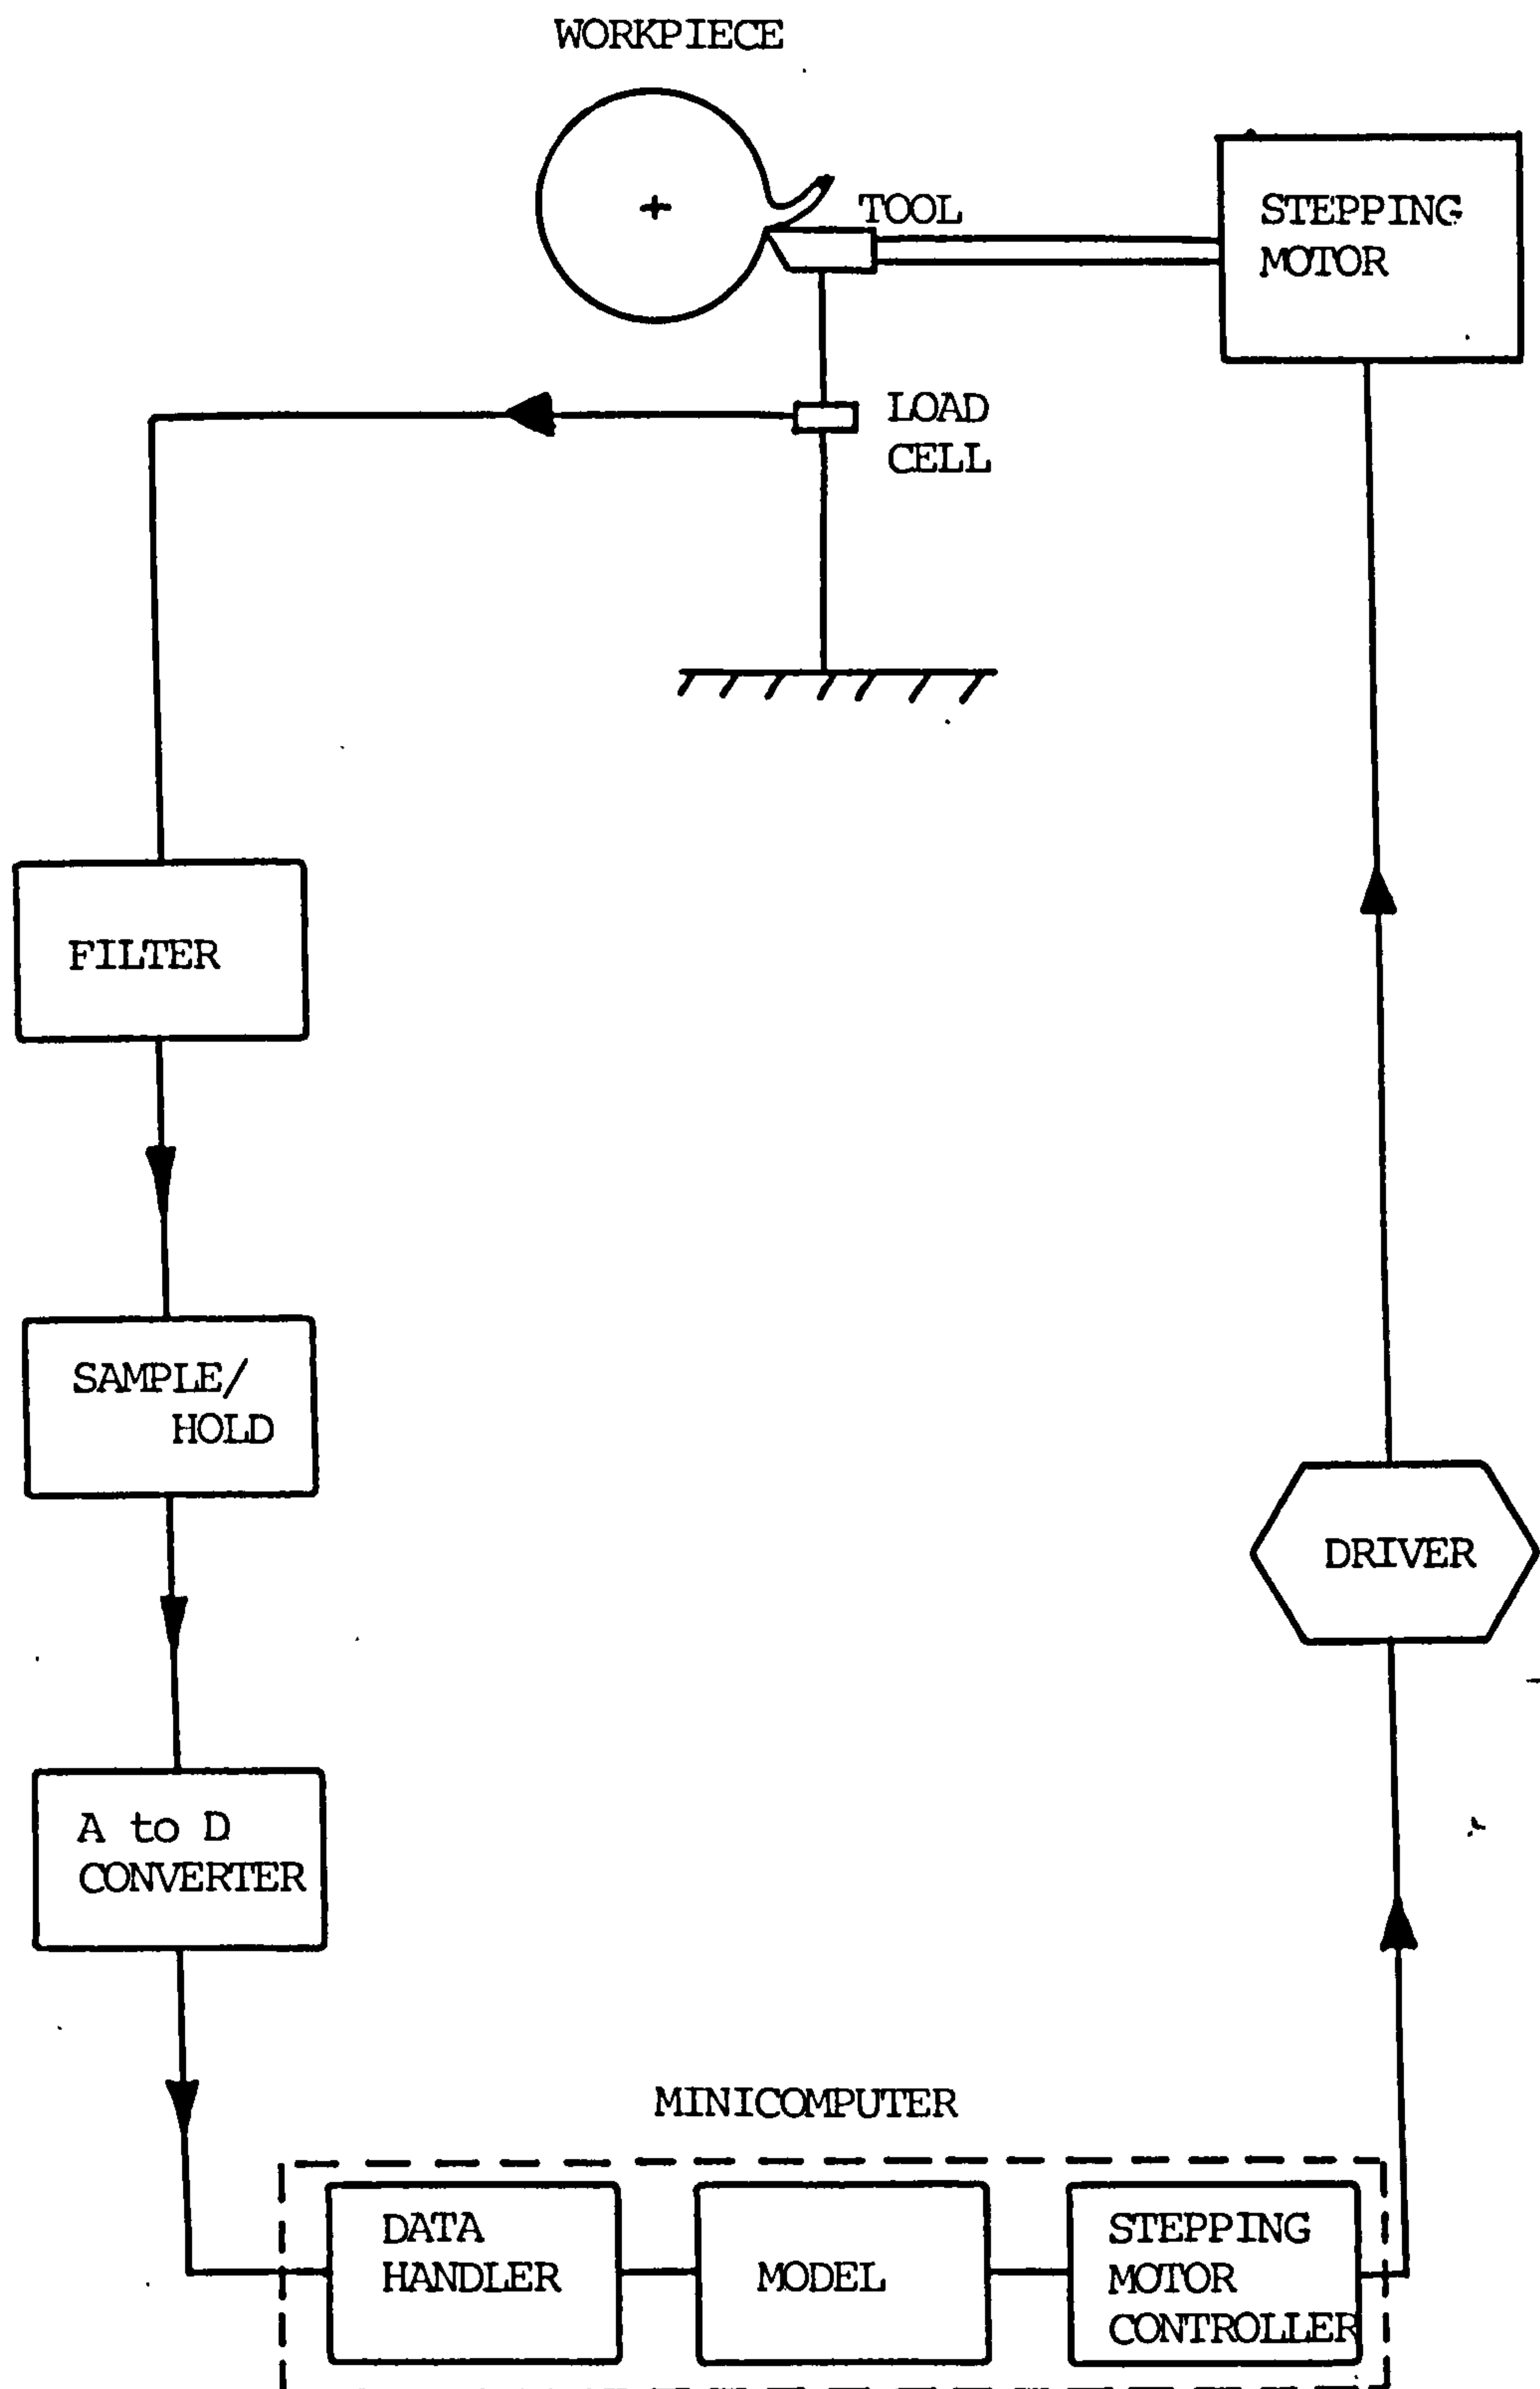 WORKPIECE
TOOL
STEPPING
MOTOR
LOAD
CELL
FILTER
SAMPLE/
HOLD
DRIVER
A to D
CONVERTER
MINICOMPUTER
DATA
HANDLER
MODEL
STEPPING
MOTOR
CONTROLLER